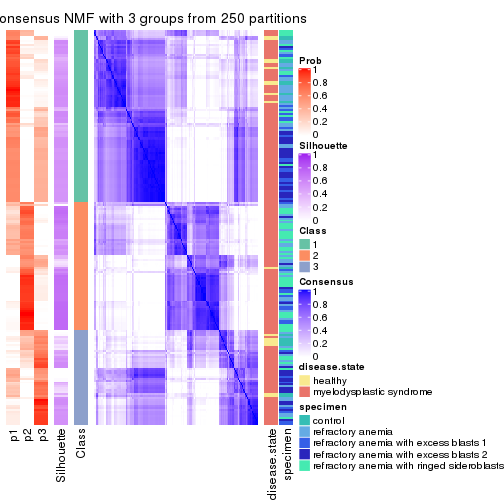 onsensus NMF with 3 groups from 250 partitions
Prob
1
0.8
0.6
0.4
0.2
0
Silhouette
1
0.8
0.6
0.4
0.2
0
Class
1
2
3
Consensus
1
0.8
0.6
0.4
0.2
0
disease.state
healthy
myelodysplastic syndrome
specimen
control
refractory anemia
refractory anemia with excess blasts 1
refractory anemia with excess blasts 2
refractory anemia with ringed sideroblasts
p1
p2
p3
Silhouette
Class
disease.state
specimen